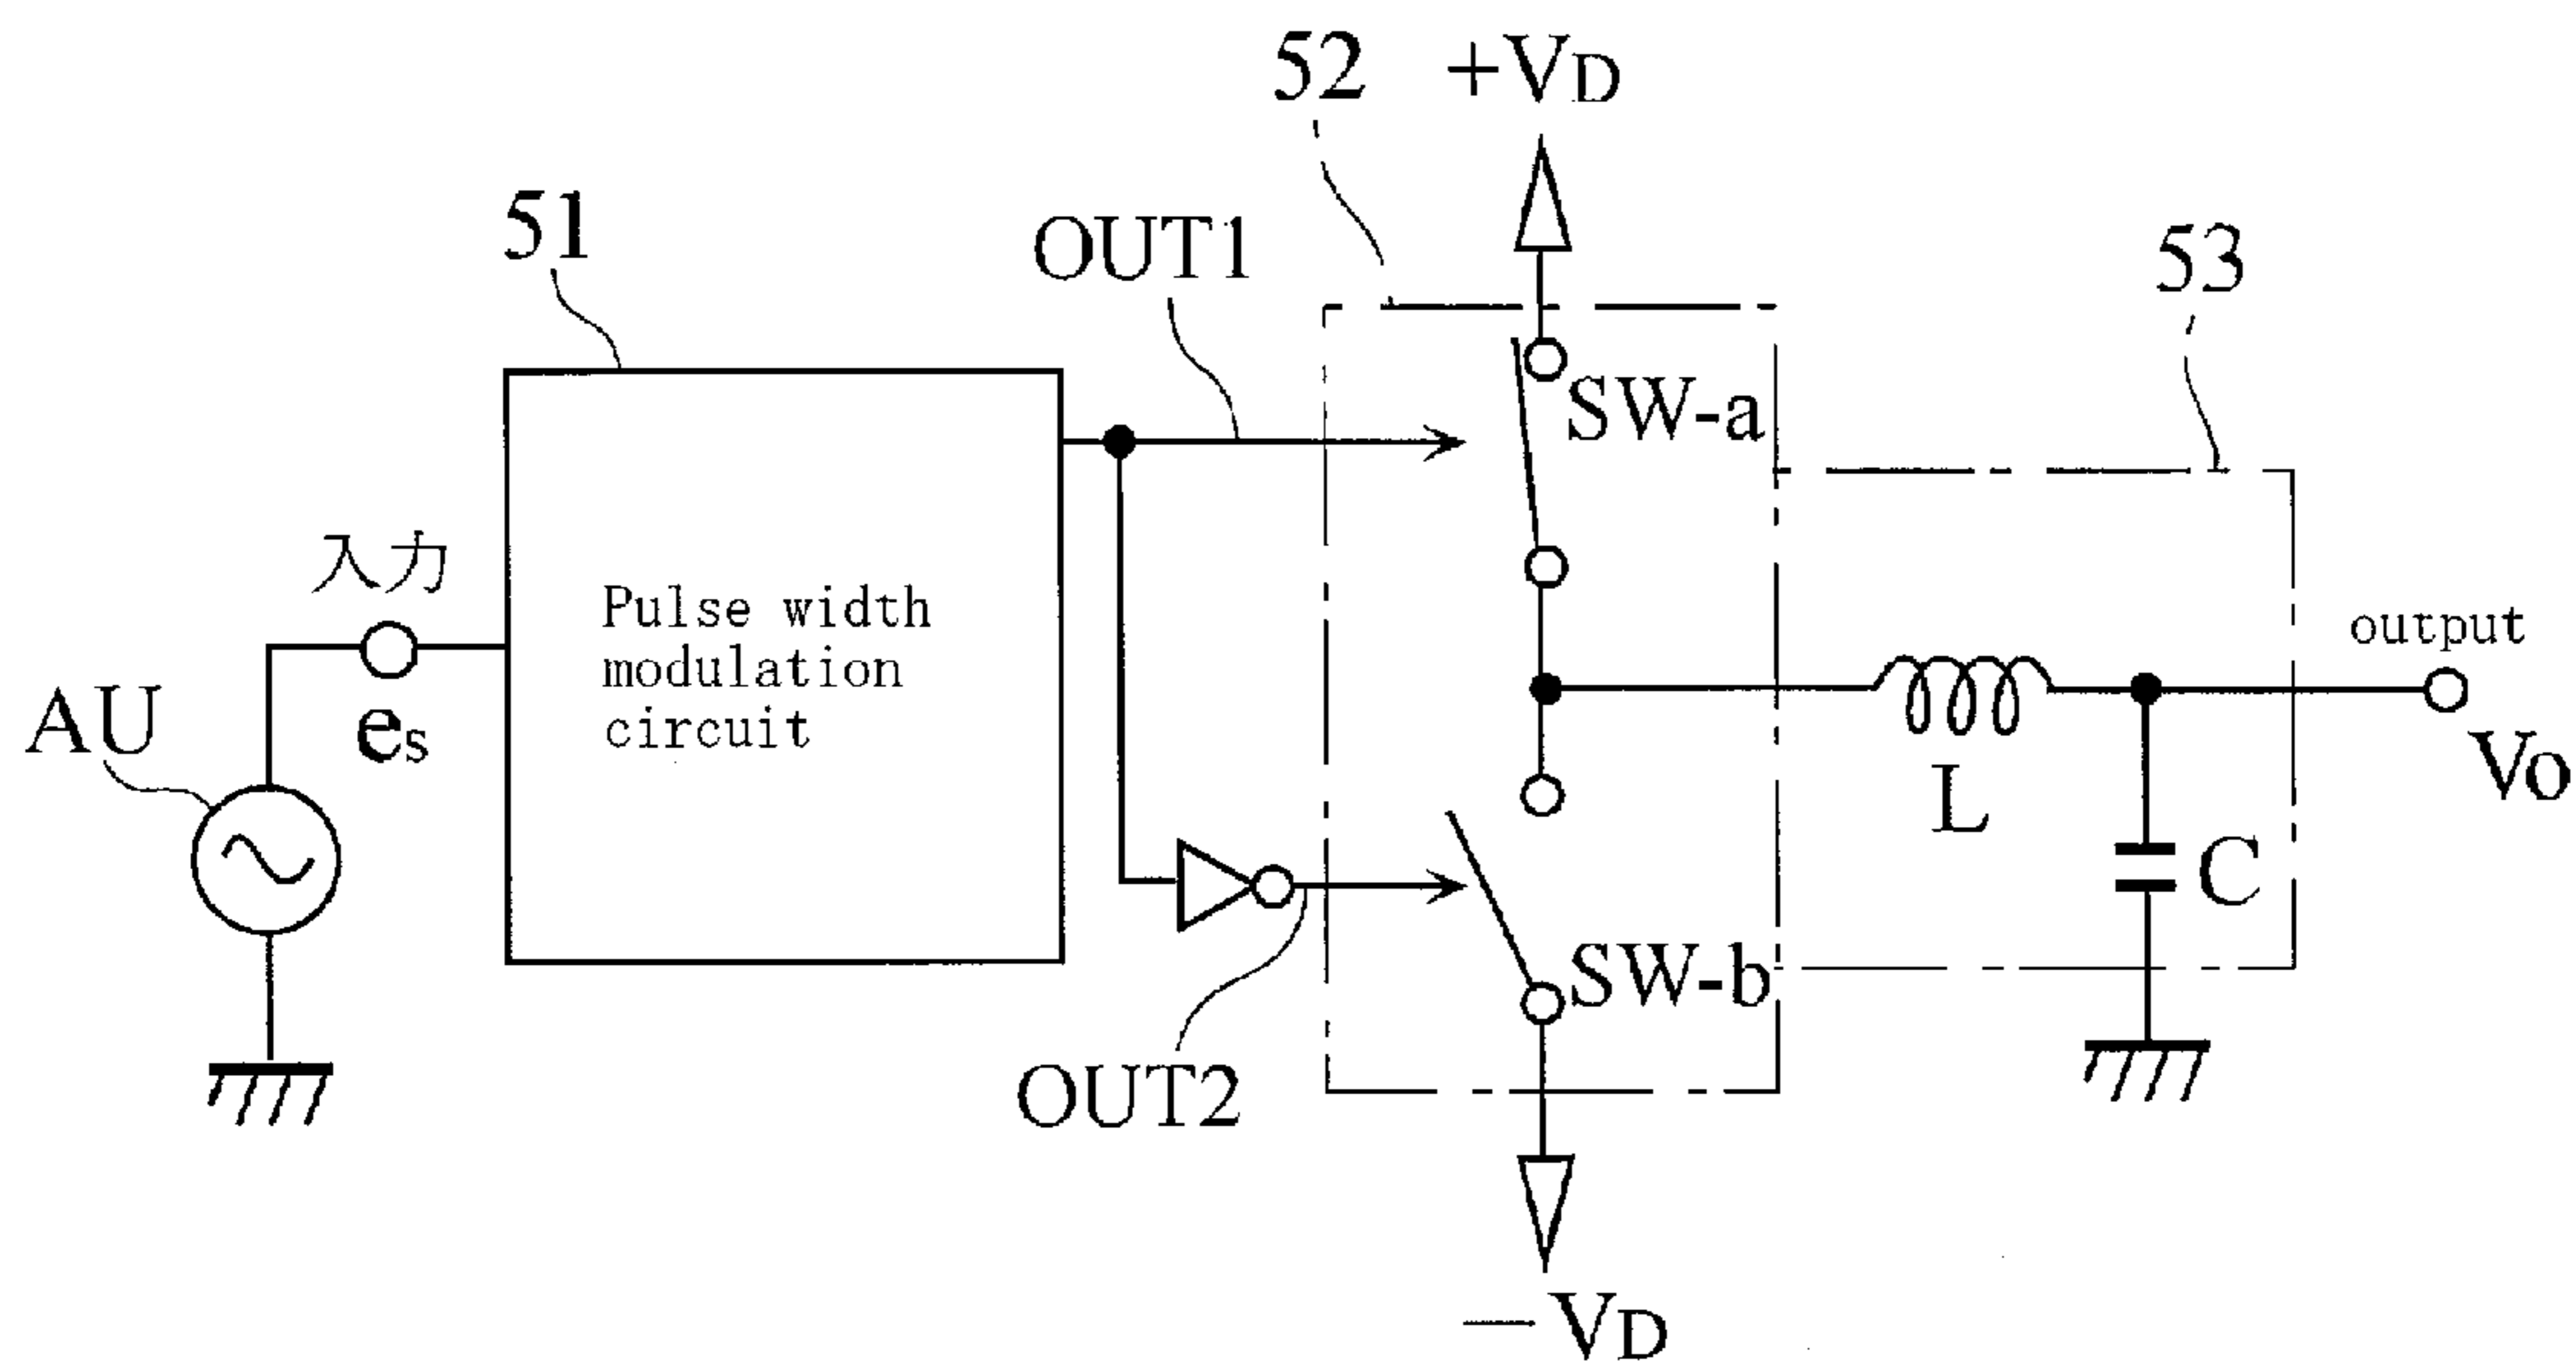 52
+VD
51
OUT1
53
SW-a
入力
Pulse width
modulation
circuit
output
AU
es
Vo
L
C
SW-b
OUT2
−VD